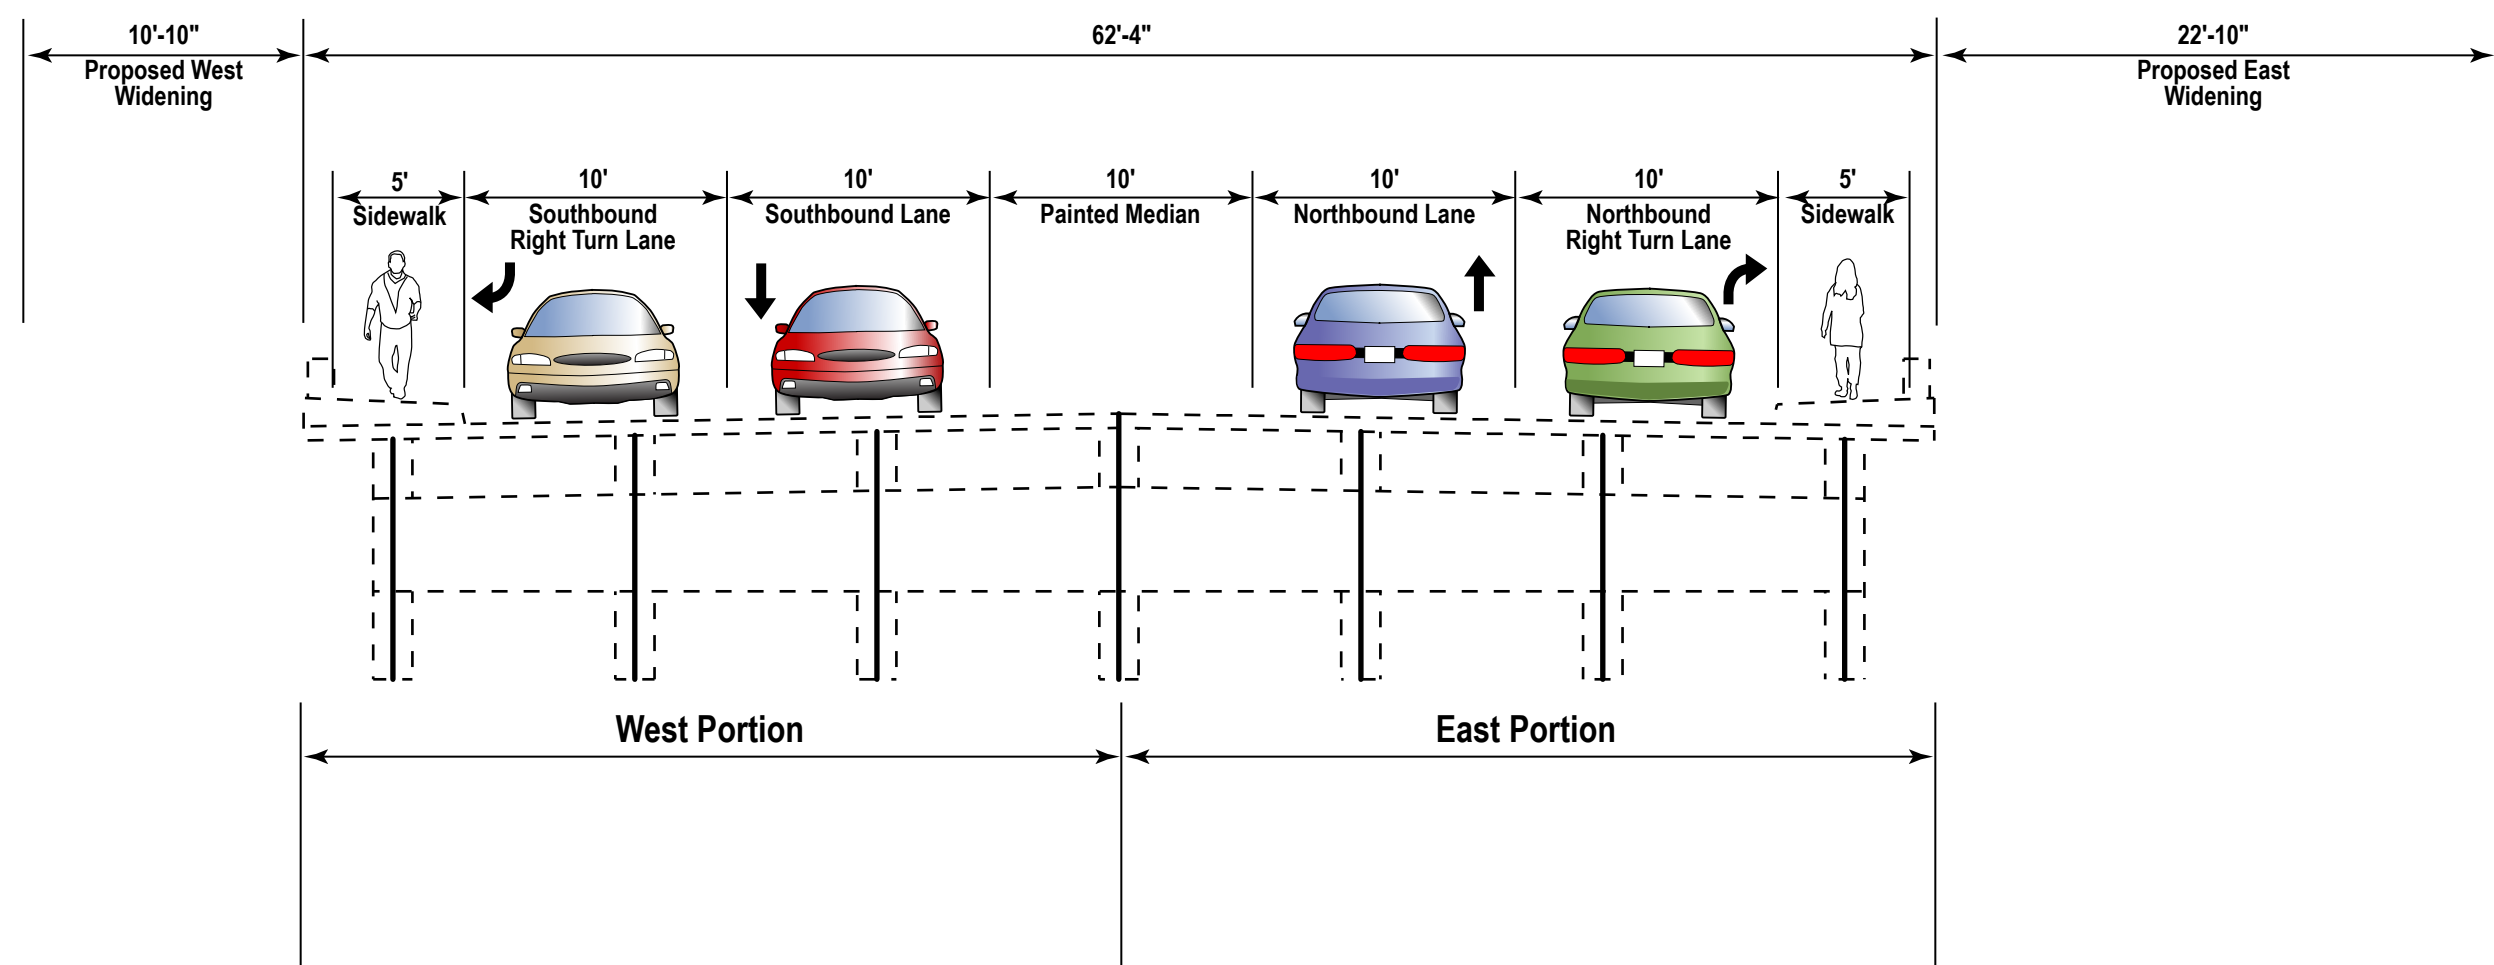 10'-10"
62'-4"
22'-10"
Proposed West
Widening
Proposed East
Widening
5'
10'
10'
10'
10'
10'
5'
Sidewalk
Southbound
Right Turn Lane
Southbound Lane
Painted Median
Northbound Lane
Northbound
Right Turn Lane
Sidewalk
West Portion
East Portion